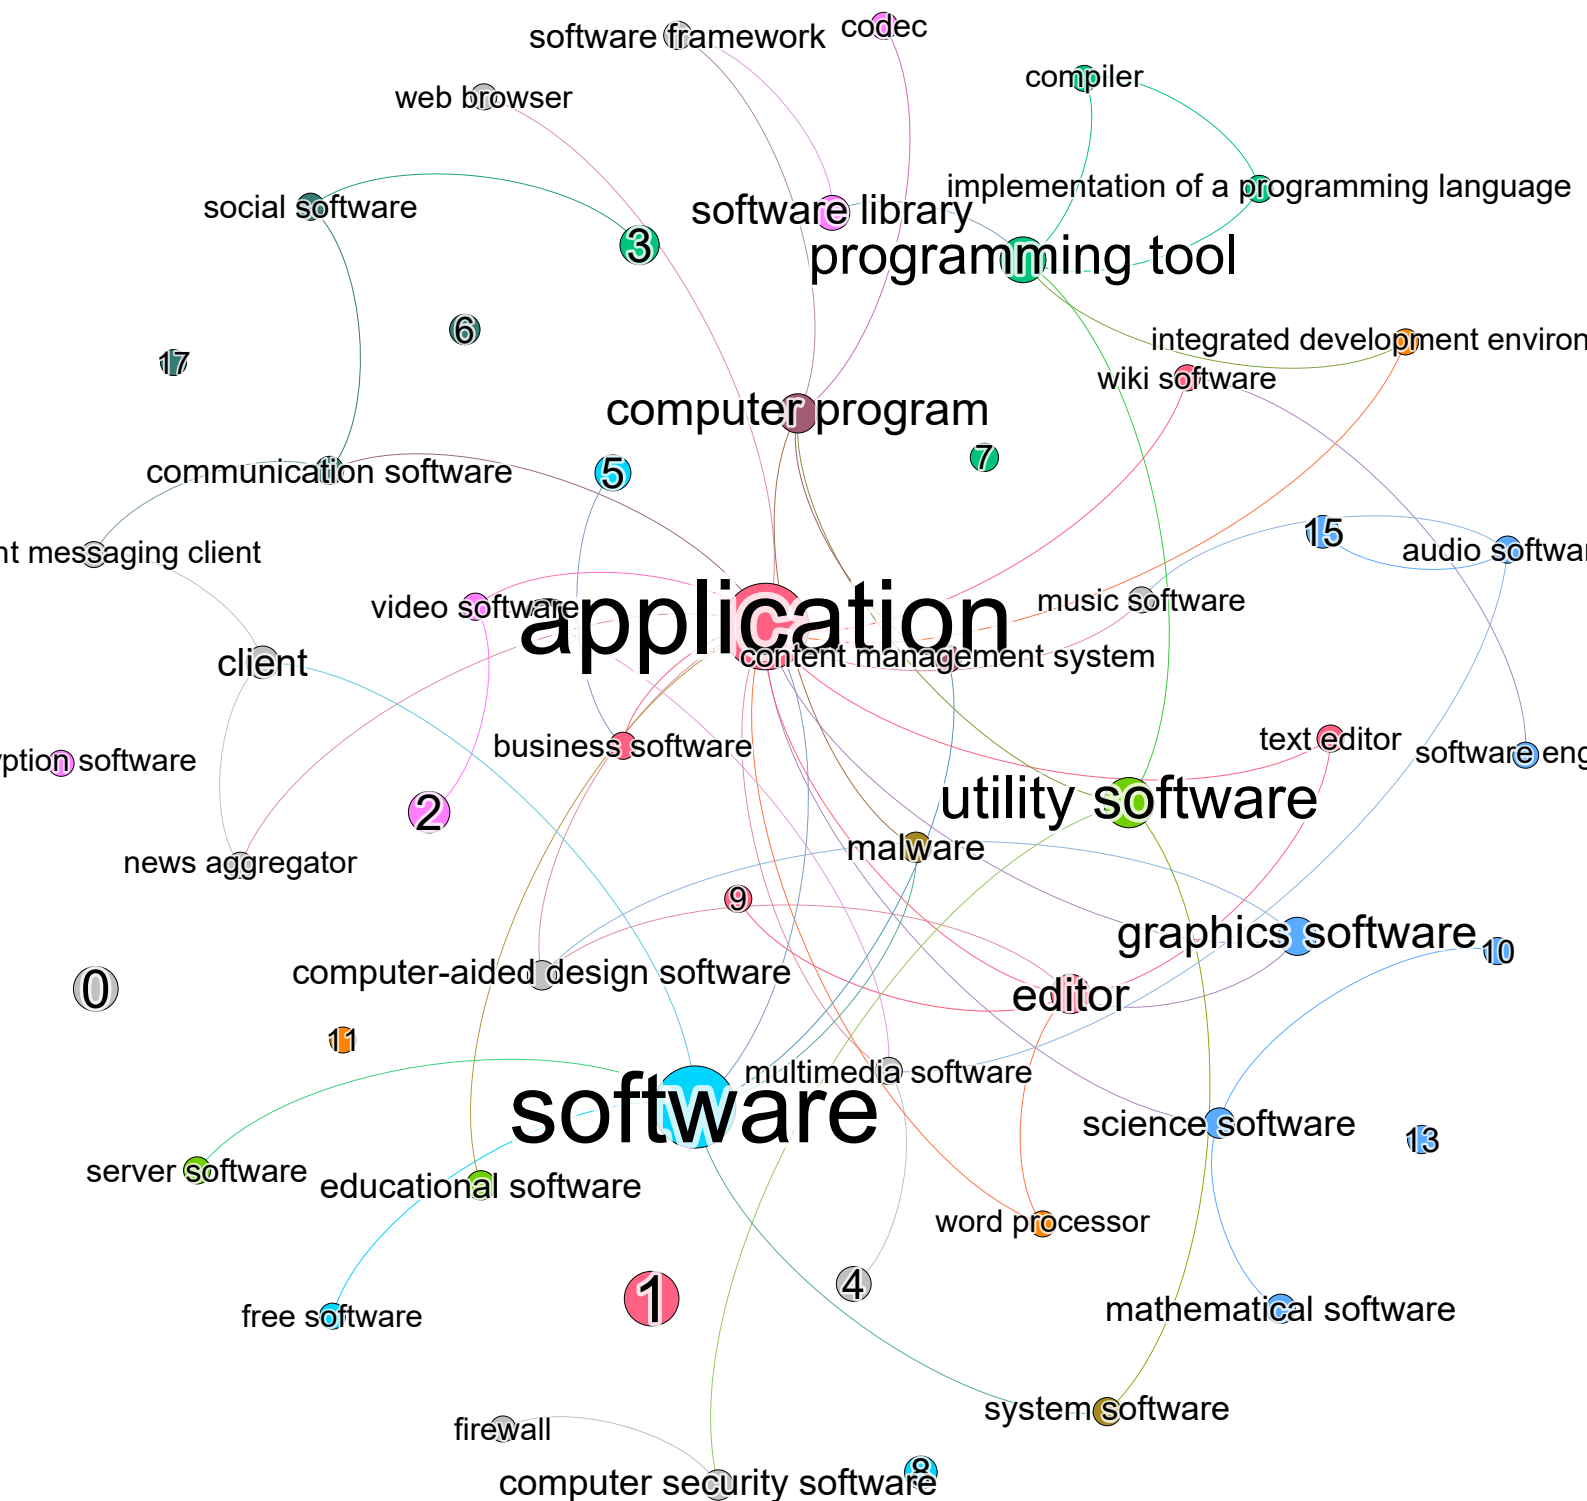 codec
software framework
compiler
web browser
implementation of a programming language
social software
software library
3
programming tool
6
integrated development environ
17
wiki software
computer program
7
communication software
5
15
audio softwar
nt messaging client
music software
video software
application
content management system
client
text editor
business software
software eng
yption software
utility software
2
malware
news aggregator
9
graphics software
10
computer-aided design software
0
editor
11
multimedia software
software
science software
13
server software
educational software
word processor
4
1
mathematical software
free software
system software
firewall
8
computer security software